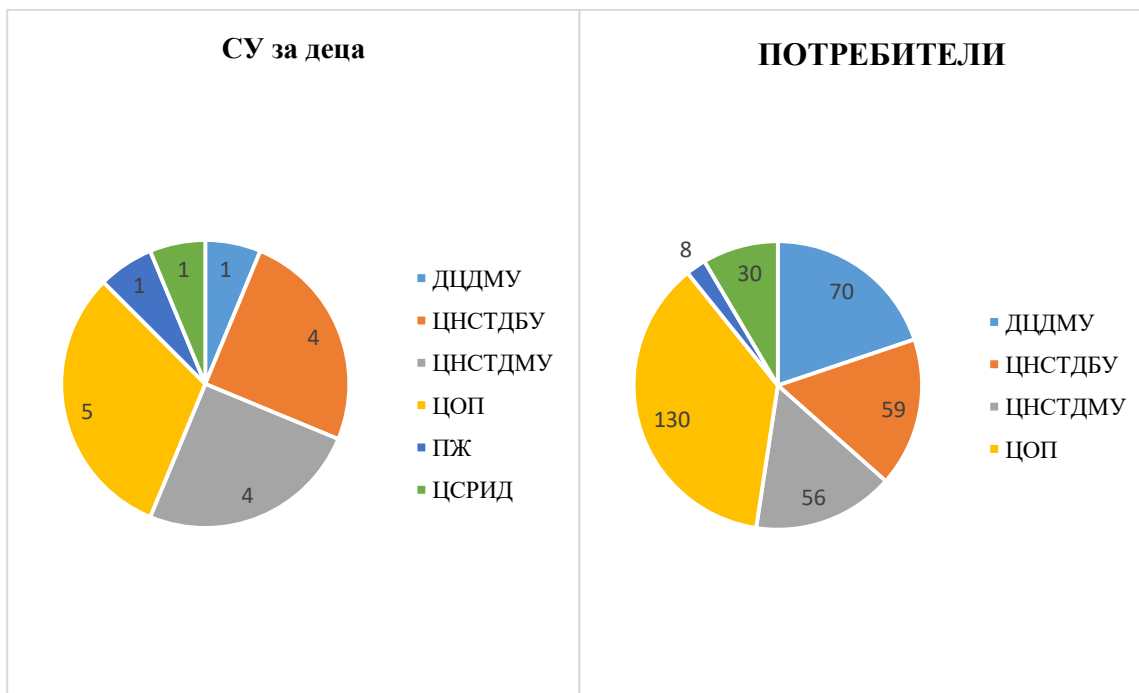 СУ за деца
1
4
4
5
1
1
ДЦДМУ
ЦНСТДБУ
ЦНСТДМУ
ЦОП
ПЖ
ЦСРИД
ПОТРЕБИТЕЛИ
70
59
56
130
8
30
ДЦДМУ
ЦНСТДБУ
ЦНСТДМУ
ЦОП